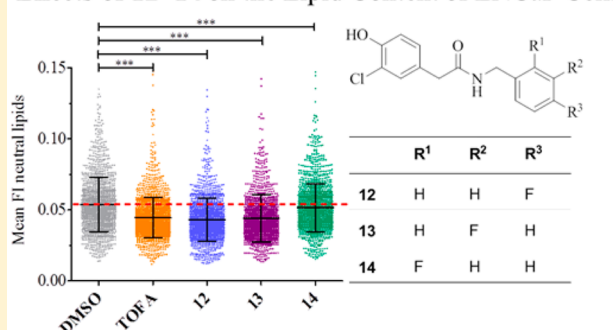 ***
***
***
***
Mean FI neutral lipids
0.15
0.10
0.05
0.00
DMSO
TOFA
12
13
14
HO
Cl
O
N
H
R¹
R²
R³
R¹ R² R³
12 H H F
13 H F H
14 F H H